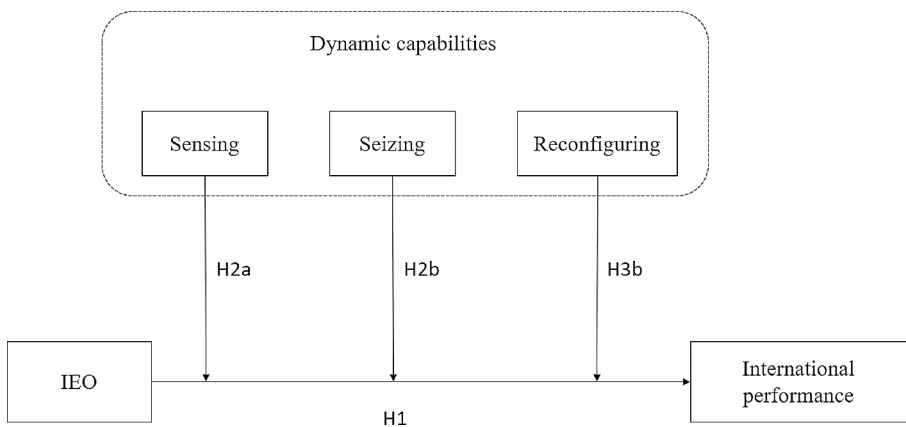 Dynamic capabilities
Sensing
Seizing
Reconfiguring
H2a
H2b
H3b
IEO
International
performance
H1